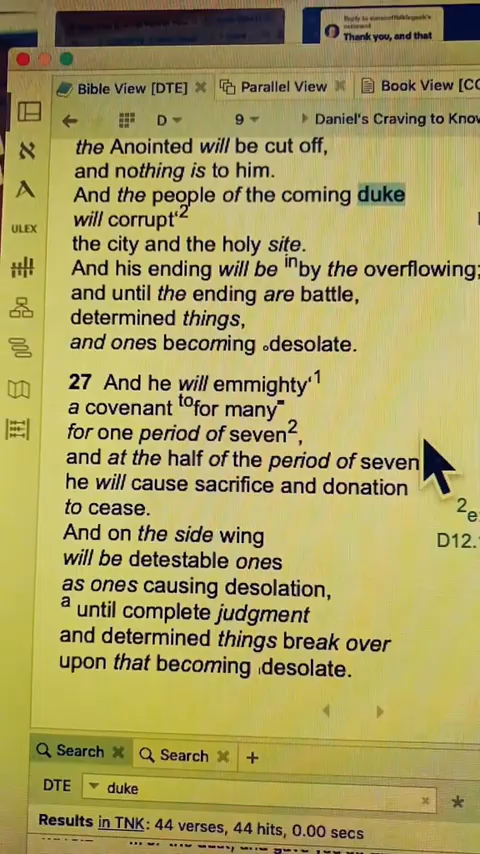 Thank you, and that
Bible View [DTE]
Parallel View
Book View [CC
D
9
Daniel's Craving to Know
the Anointed will be cut off,
and nothing is to him.
And the people of the coming duke
will corrupt‘2
the city and the holy site.
And his ending will be inby the overflowing;
and until the ending are battle,
determined things,
and ones becoming desolate.
27 And he will emmighty‘1
a covenant tofor many
for one period of seven2,
and at the half of the period of seven
he will cause sacrifice and donation
to cease.
And on the side wing
will be detestable ones
as ones causing desolation,
a until complete judgment
and determined things break over
upon that becoming desolate.
2e
D12.
ULEX
Search
Search
DTE
duke
Results in TNK: 44 verses, 44 hits, 0.00 secs